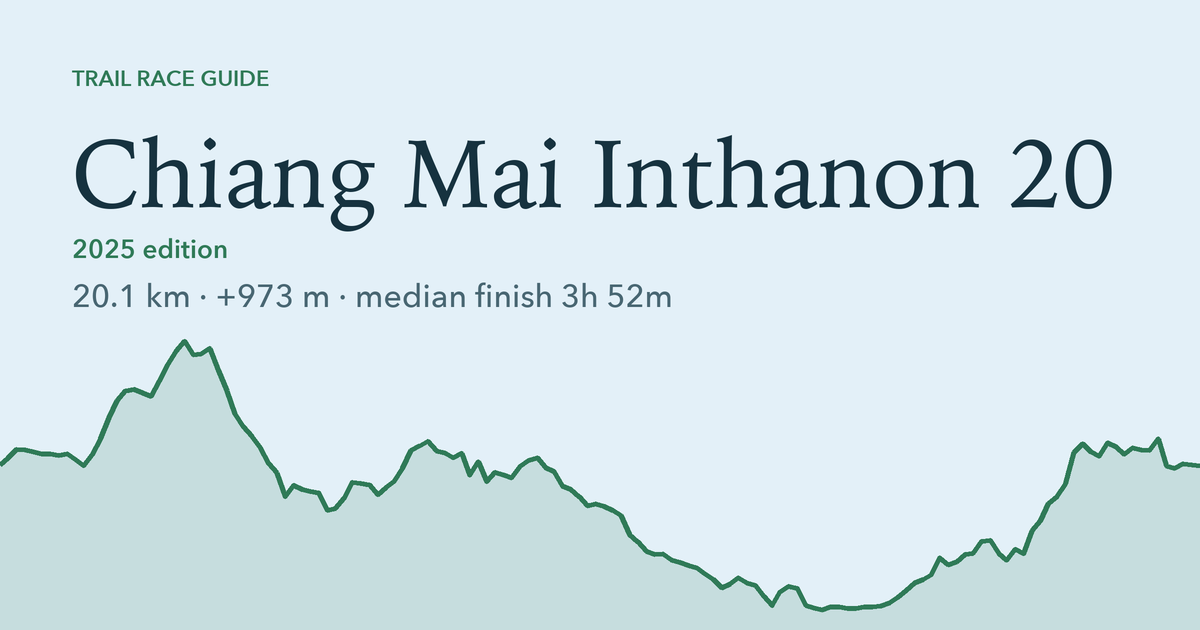 TRAIL RACE GUIDE
Chiang Mai Inthanon 20
2025 edition
20.1 km · +973 m · median finish 3h 52m